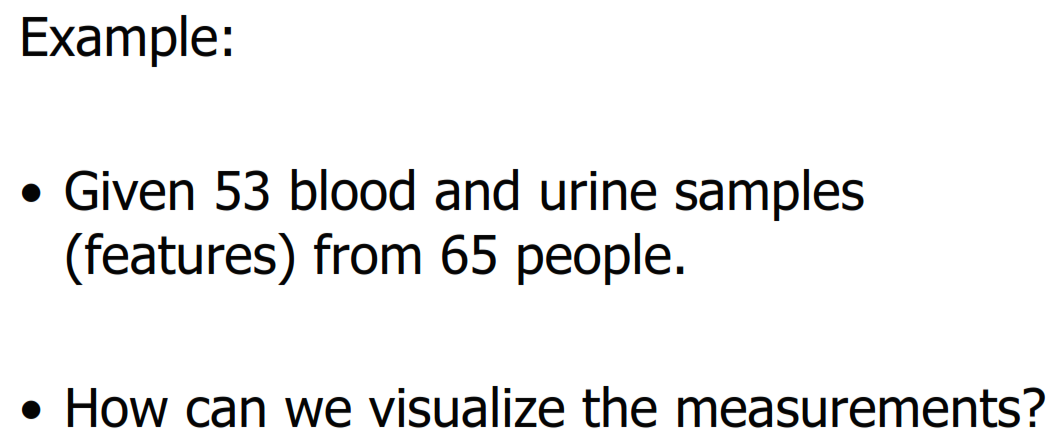 Example:
• Given 53 blood and urine samples
(features) from 65 people.
• How can we visualize the measurements?